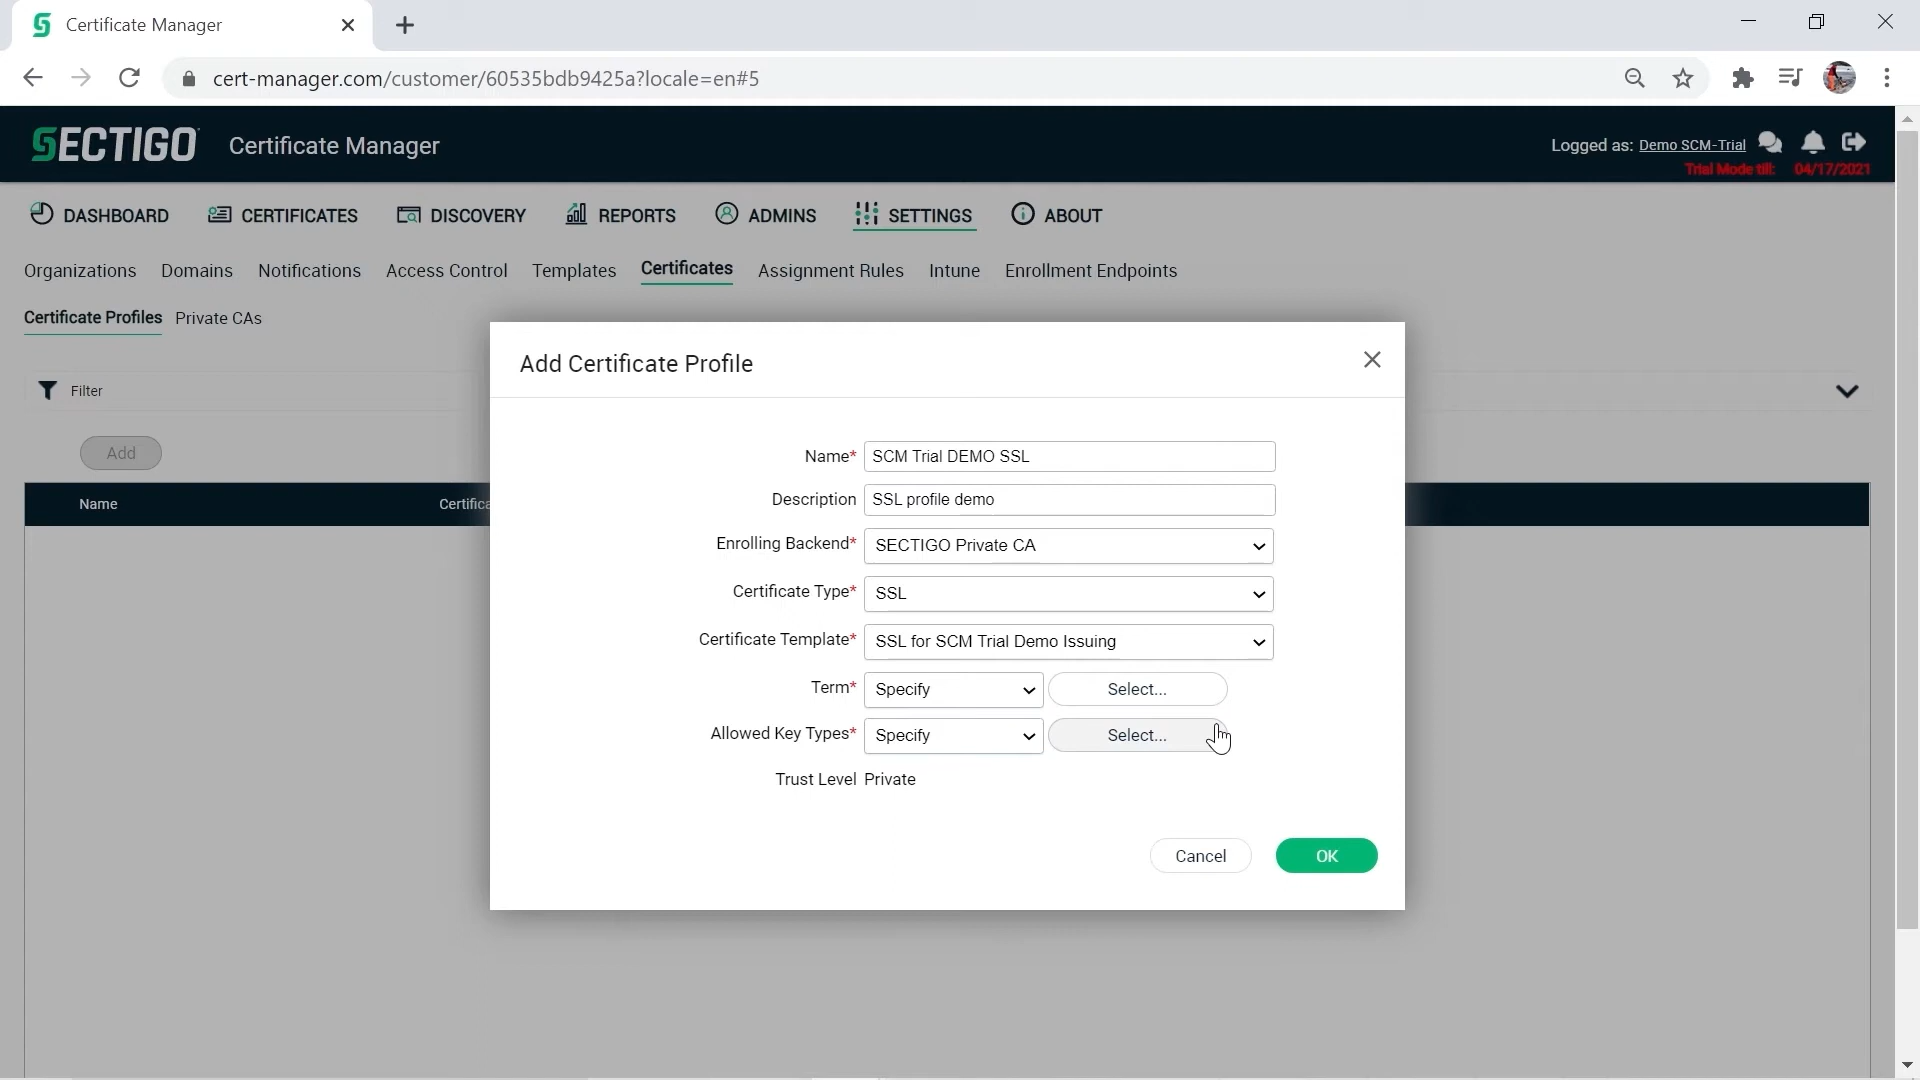 Certificate Manager
cert-manager.com/customer/60535bdb9425a?locale=en#5
SECTIGO Certificate Manager
Logged as: Demo SCM-Trial
Trial Mode till: 04/17/2021
DASHBOARD CERTIFICATES DISCOVERY REPORTS ADMINS SETTINGS ABOUT
Organizations Domains Notifications Access Control Templates Certificates Assignment Rules Intune Enrollment Endpoints
Certificate Profiles Private CAs
Add Certificate Profile
Filter
Add
Name
Name* SCM Trial DEMO SSL
Description SSL profile demo
Enrolling Backend* SECTIGO Private CA
Certificate Type* SSL
Certificate Template* SSL for SCM Trial Demo Issuing
Term* Specify Select...
Allowed Key Types* Specify Select...
Trust Level Private
Cancel OK